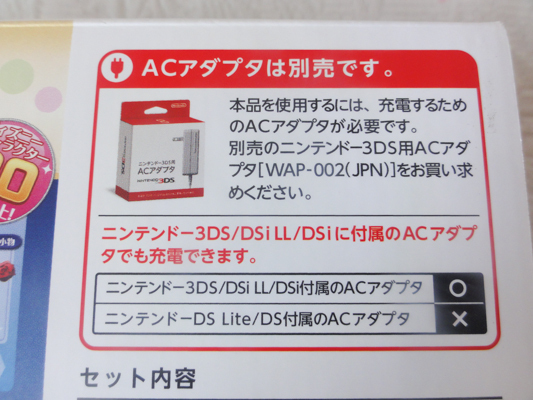 ACアダプタは別売です。
本品を使用するには、充電するため
のACアダプタが必要です。
別売のニンテンドー3DS用ACアダ
プタ[WAP-002(JPN)]をお買い求
めください。
Nintendo
ニンテンドー3DS用
ACアダプタ
NINTENDO3DS
ニンテンドー3DS/DSi LL/DSiに付属のACアダプ
タでも充電できます。
ニンテンドー3DS/DSi LL/DSi付属のACアダプタ ○
ニンテンドーDS Lite/DS付属のACアダプタ ×
セット内容
小物